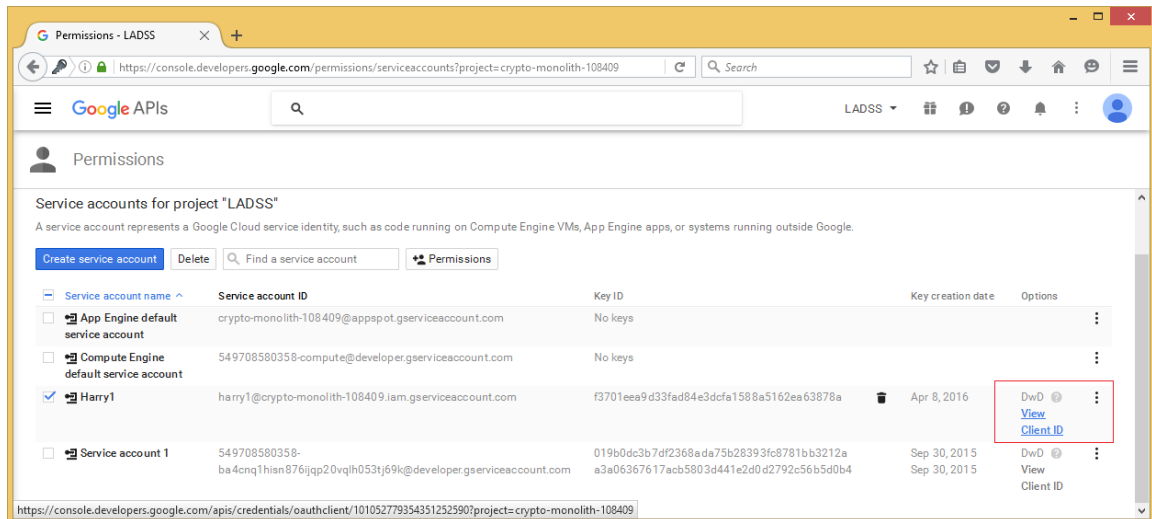 Permissions - LADSS
https://console.developers.google.com/permissions/serviceaccounts?project=crypto-monolith-108409
Search
Google APIs
LADSS
Permissions
Service accounts for project "LADSS"
A service account represents a Google Cloud service identity, such as code running on Compute Engine VMs, App Engine apps, or systems running outside Google.
Create service account Delete Find a service account Permissions
Service account name Service account ID Key ID Key creation date Options
App Engine default crypto-monolith-108409@appspot.gserviceaccount.com No keys
service account
Compute Engine 549708580358-compute@developer.gserviceaccount.com No keys
default service account
Harry1 harry1@crypto-monolith-108409.iam.gserviceaccount.com f3701eea9d33fad84e3dcfa1588a5162ea63878a Apr 8, 2016 DwD
View
Client ID
Service account 1 549708580358- 019b0dc3b7df2368ada75b28393fc8781bb3212a Sep 30, 2015 DwD
ba4cnq1hisn876ijqp20vqlh053tj69k@developer.gserviceaccount.com a3a06367617acb5803d441e2d0d2792c56b5d0b4 Sep 30, 2015 View
Client ID
https://console.developers.google.com/apis/credentials/oauthclient/101052779354351252590?project=crypto-monolith-108409